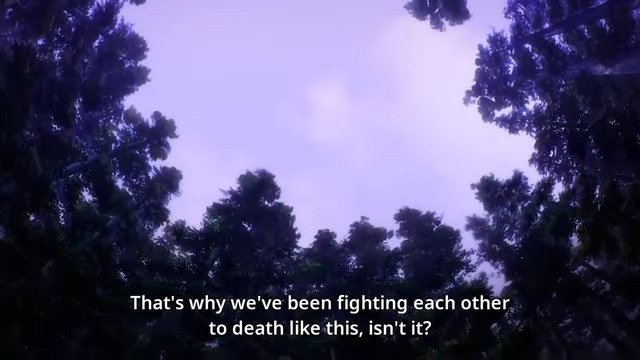 That's why we've been fighting each other
to death like this, isn't it?